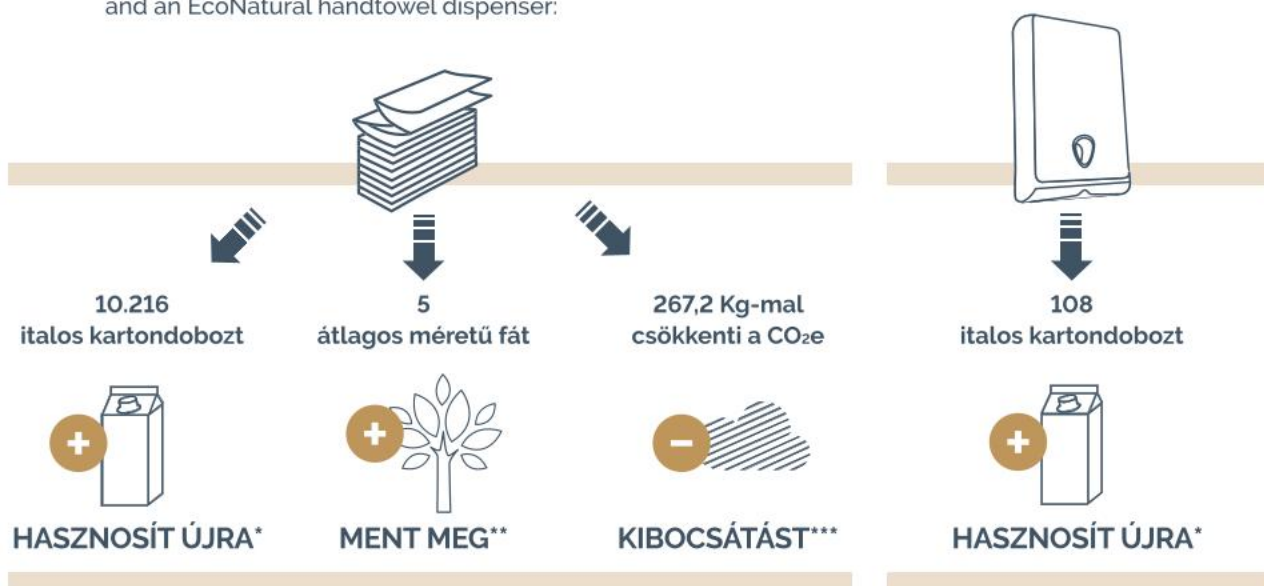 and an EcoNatural handtowel dispenser:
10.216
italos kartondobozt
HASZNOSÍT ÚJRA*
5
átlagos méretű fát
MENT MEG**
267,2 Kg-mal
csökkenti a CO₂e
KIBOCSÁTÁST***
108
italos kartondobozt
HASZNOSÍT ÚJRA*